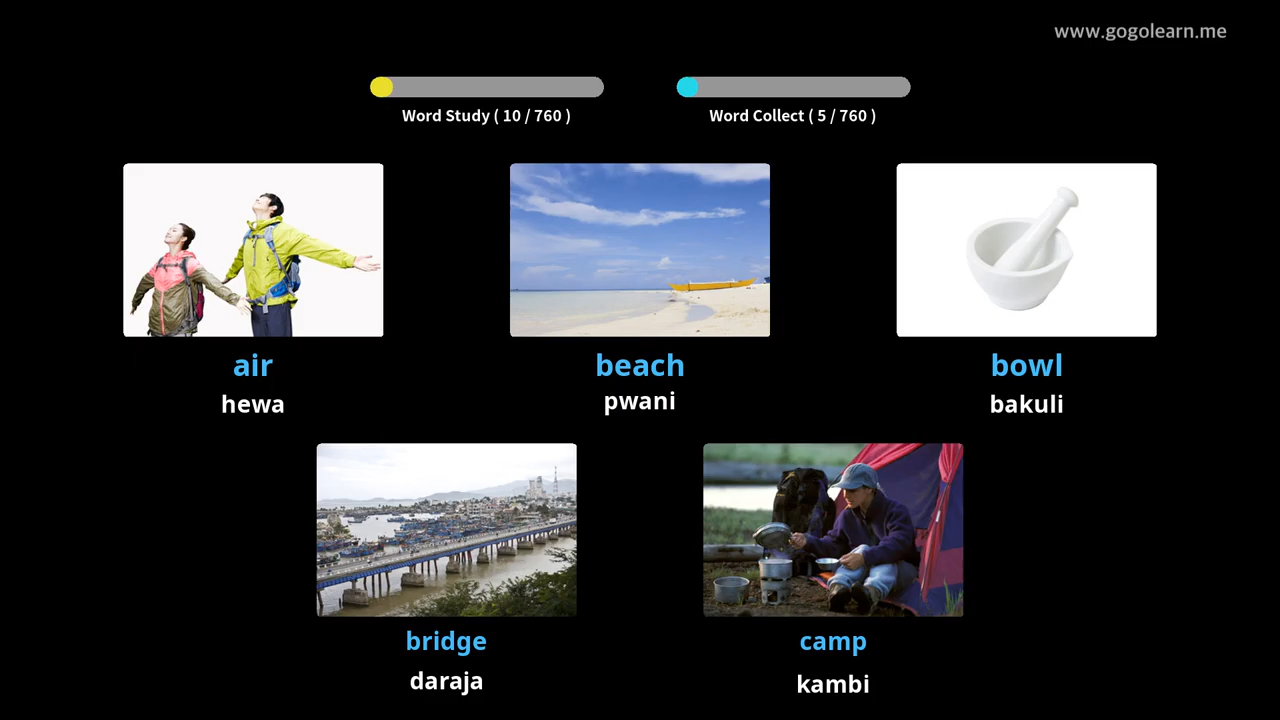 www.gogolearn.me
Word Study ( 10 / 760 )
Word Collect ( 5 / 760 )
air
hewa
beach
pwani
bowl
bakuli
bridge
daraja
camp
kambi